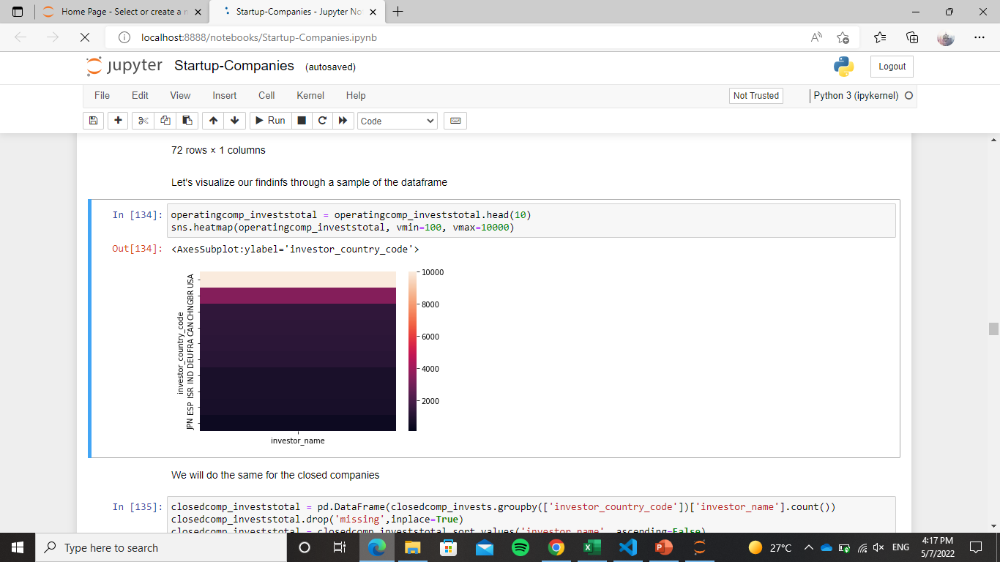 Home Page - Select or create a n
Startup-Companies - Jupyter No
localhost:8888/notebooks/Startup-Companies.ipynb
jupyter Startup-Companies (autosaved)
Logout
File Edit View Insert Cell Kernel Help
Not Trusted
Python 3 (ipykernel)
Run
Code
72 rows × 1 columns
Let's visualize our findinfs through a sample of the dataframe
In [134]:
operatingcomp_investstotal = operatingcomp_investstotal.head(10)
sns.heatmap(operatingcomp_investstotal, vmin=100, vmax=10000)
Out[134]: <AxesSubplot:ylabel='investor_country_code'>
investor_country_code
JPN ESP ISR IND DEU FRA CAN CHN GBR USA
10000
8000
6000
4000
2000
investor_name
We will do the same for the closed companies
In [135]:
closedcomp_investstotal = pd.DataFrame(closedcomp_invests.groupby(['investor_country_code'])['investor_name'].count())
closedcomp_investstotal.drop('missing',inplace=True)
closedcomp_investstotal = closedcomp_investstotal.sort_values('investor_name', ascending=False)
Type here to search
27°C
ENG
4:17 PM
5/7/2022